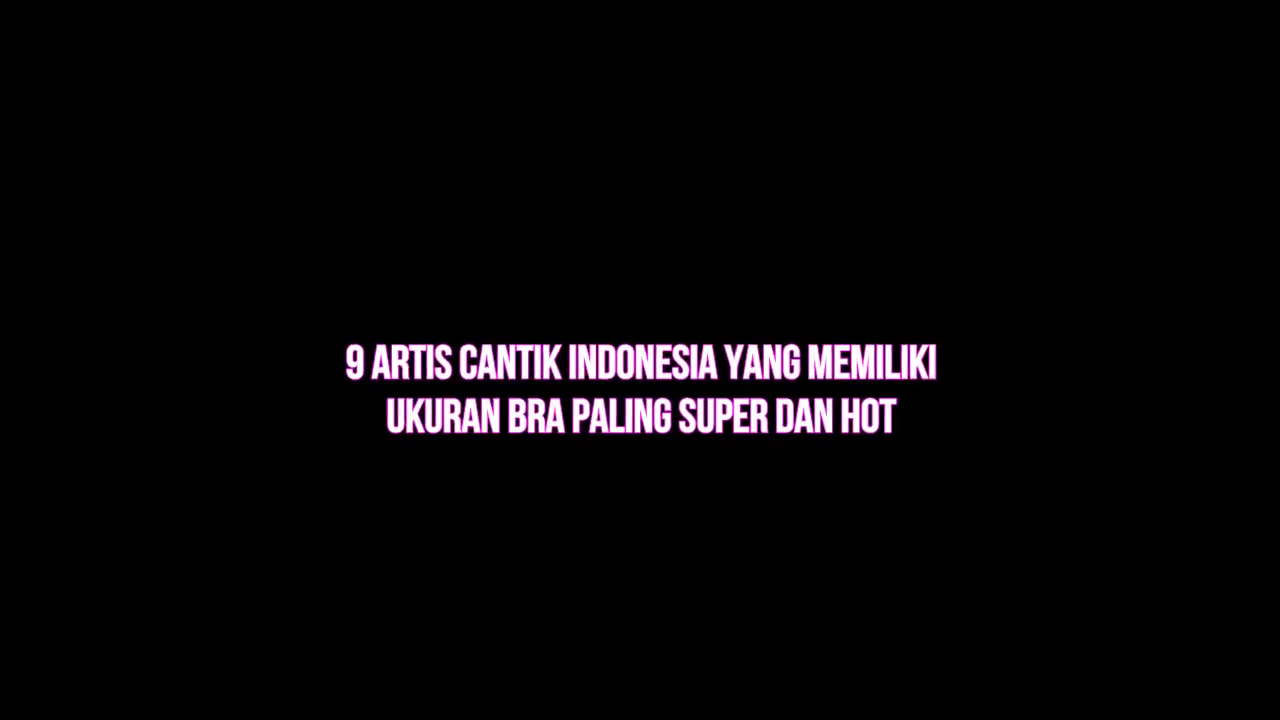 9 ARTIS CANTIK INDONESIA YANG MEMILIKI
UKURAN BRA PALING SUPER DAN HOT